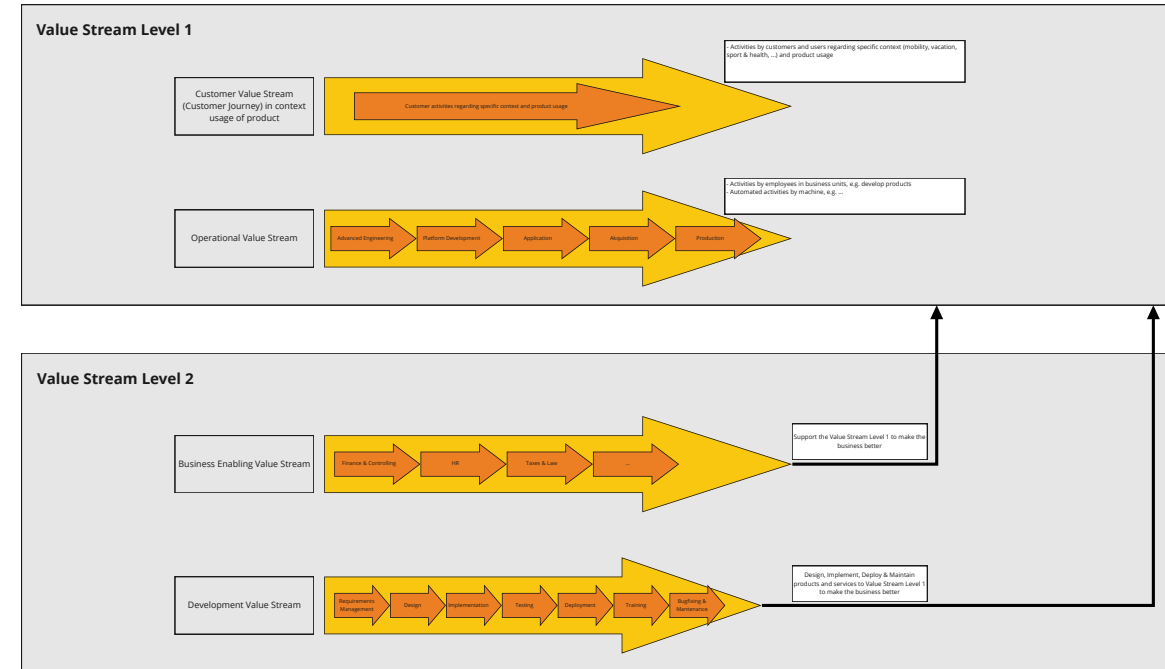 Value Stream Level 1
- Activities by customers and users regarding specific context (mobility, vacation,
sport & health, ...) and product usage
Customer Value Stream
(Customer Journey) in context
usage of product
Customer activities regarding specific context and product usage
- Activities by employees in business units, e.g. develop products
- Automated activities by machine, e.g. ...
Operational Value Stream
Advanced Engineering
Platform Development
Application
Akquisition
Production
Value Stream Level 2
Business Enabling Value Stream
Finance & Controlling
HR
Taxes & Law
...
Support the Value Stream Level 1 to make the
business better
Development Value Stream
Requirements
Management
Design
Implementation
Testing
Deployment
Training
Bugfixing &
Mantenance
Design, Implement, Deploy & Maintain
products and services to Value Stream Level 1
to make the business better